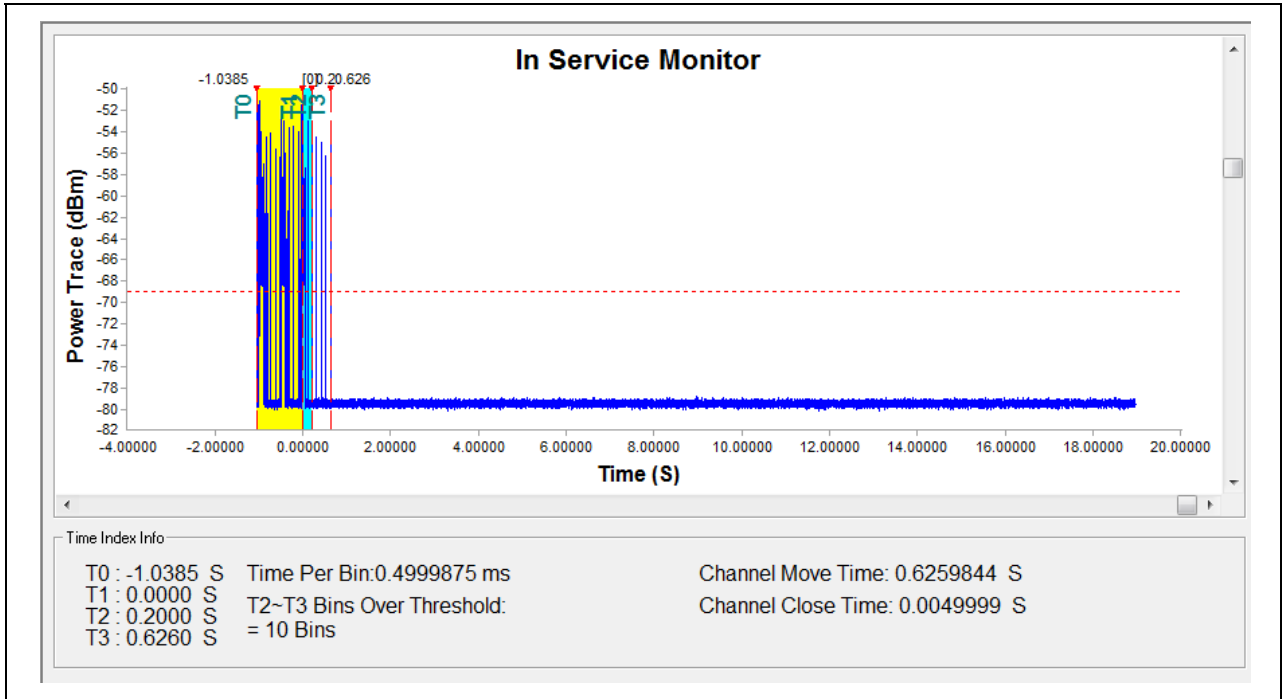 In Service Monitor
-1.0385 [0] 0.2 0.626
T0 T1 T2 T3
Power Trace (dBm)
-50
-52
-54
-56
-58
-60
-62
-64
-66
-68
-70
-72
-74
-76
-78
-80
-82
-4.00000 -2.00000 0.00000 2.00000 4.00000 6.00000 8.00000 10.00000 12.00000 14.00000 16.00000 18.00000 20.00000
Time (S)
Time Index Info
T0 : -1.0385 S
T1 : 0.0000 S
T2 : 0.2000 S
T3 : 0.6260 S
Time Per Bin:0.4999875 ms
T2~T3 Bins Over Threshold:
= 10 Bins
Channel Move Time: 0.6259844 S
Channel Close Time: 0.0049999 S